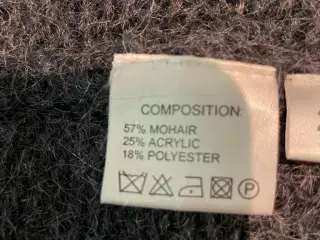 COMPOSITION:
57% MOHAIR
25% ACRYLIC
18% POLYESTER
P